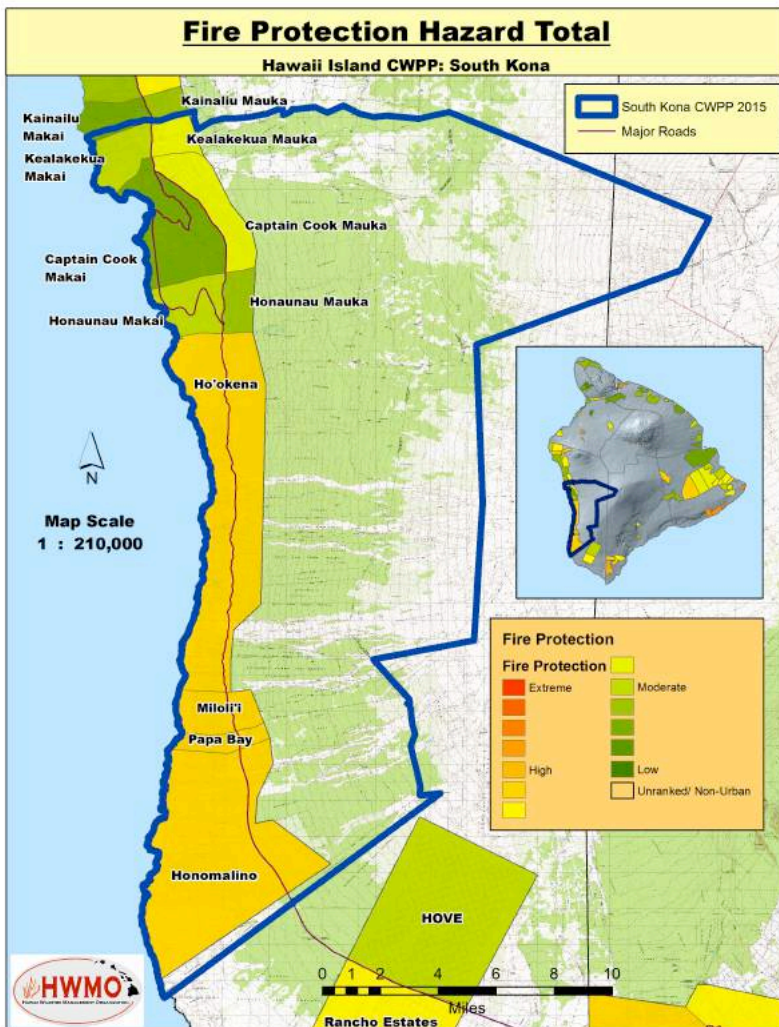 Fire Protection Hazard Total
Hawaii Island CWPP: South Kona
South Kona CWPP 2015
Major Roads
Kainaliu Mauka
Kainailu
Makai
Kealakekua
Makai
Kealakekua Mauka
Captain Cook Mauka
Captain Cook
Makai
Honaunau Mauka
Honaunau Makai
Ho'okena
N
Map Scale
1 : 210,000
Miloli'i
Papa Bay
Honomalino
HOVE
Rancho Estates
Fire Protection
Fire Protection
Extreme
High
Moderate
Low
Unranked/ Non-Urban
0 1 2 4 6 8 10
Miles
HWMO